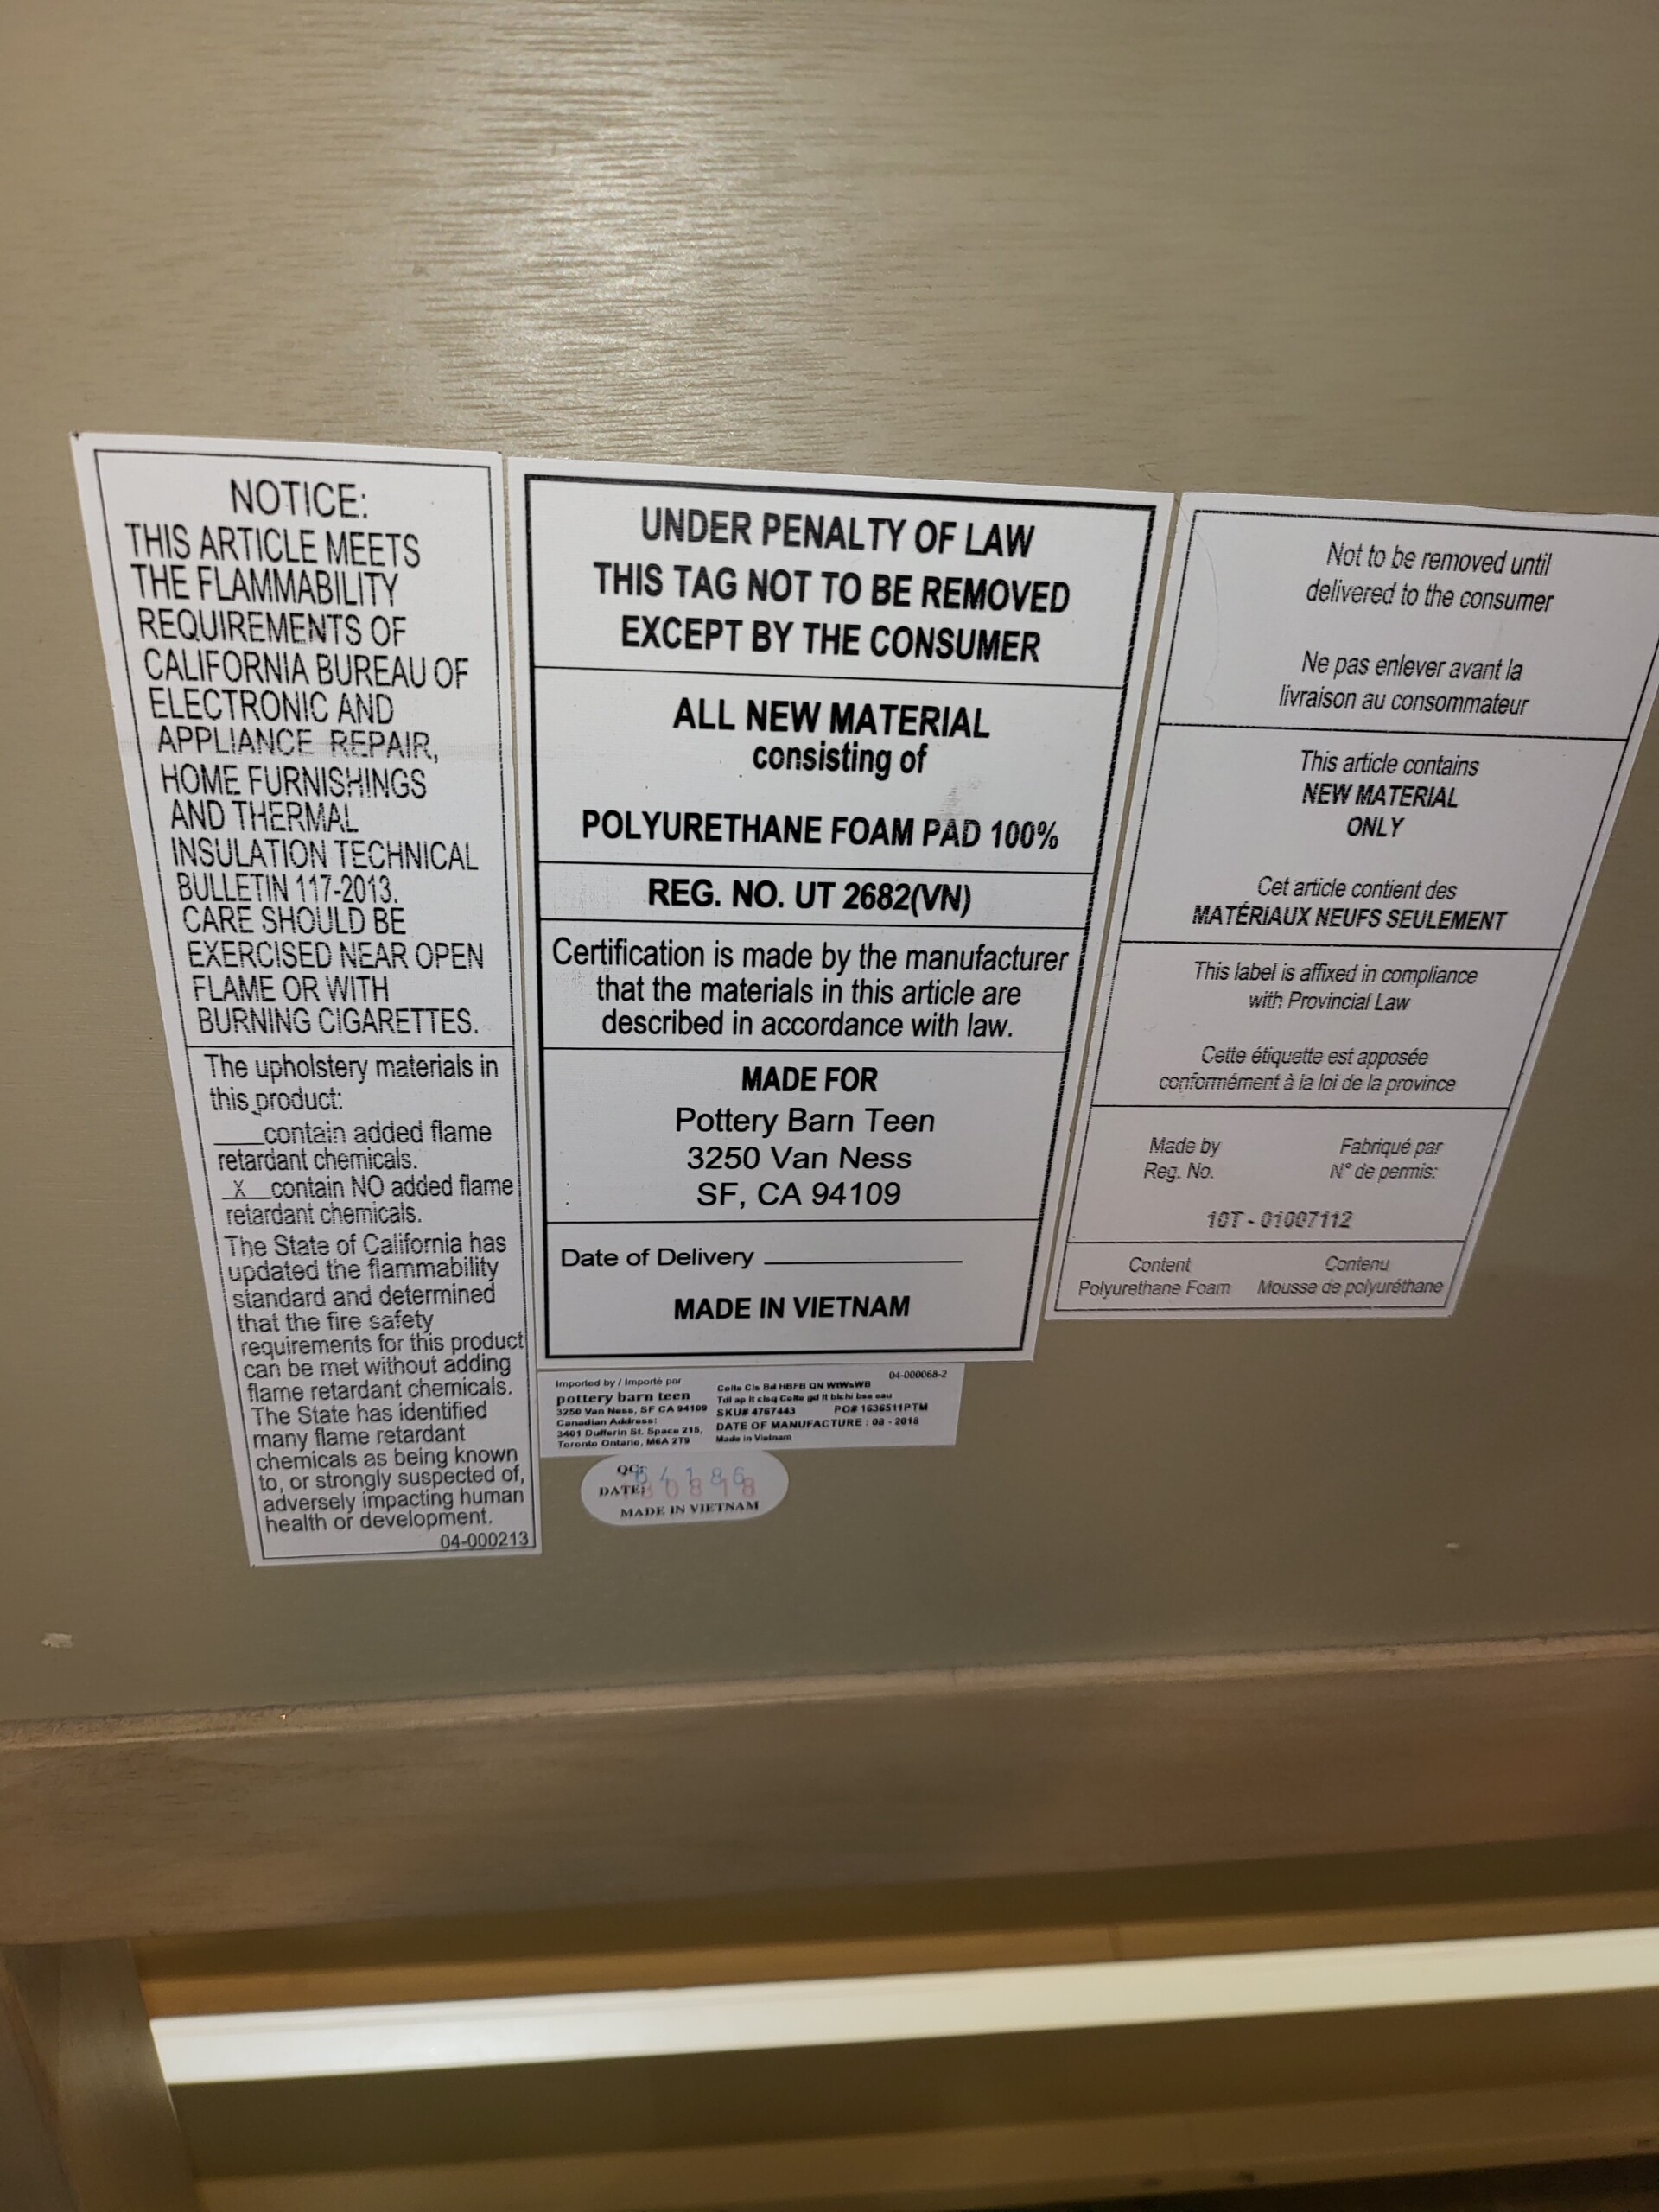 NOTICE:
THIS ARTICLE MEETS
THE FLAMMABILITY
REQUIREMENTS OF
CALIFORNIA BUREAU OF
ELECTRONIC AND
APPLIANCE REPAIR,
HOME FURNISHINGS
AND THERMAL
INSULATION TECHNICAL
BULLETIN 117-2013.
CARE SHOULD BE
EXERCISED NEAR OPEN
FLAME OR WITH
BURNING CIGARETTES.
The upholstery materials in
this product:
____contain added flame
retardant chemicals.
_X_contain NO added flame
retardant chemicals.
The State of California has
updated the flammability
standard and determined
that the fire safety
requirements for this product
can be met without adding
flame retardant chemicals.
The State has identified
many flame retardant
chemicals as being known
to, or strongly suspected of,
adversely impacting human
health or development.
04-000213
UNDER PENALTY OF LAW
THIS TAG NOT TO BE REMOVED
EXCEPT BY THE CONSUMER
ALL NEW MATERIAL
consisting of
POLYURETHANE FOAM PAD 100%
REG. NO. UT 2682(VN)
Certification is made by the manufacturer
that the materials in this article are
described in accordance with law.
MADE FOR
Pottery Barn Teen
3250 Van Ness
SF, CA 94109
Date of Delivery ______________
MADE IN VIETNAM
Not to be removed until
delivered to the consumer
Ne pas enlever avant la
livraison au consommateur
This article contains
NEW MATERIAL
ONLY
Cet article contient des
MATÉRIAUX NEUFS SEULEMENT
This label is affixed in compliance
with Provincial Law
Cette étiquette est apposée
conformément à la loi de la province
Made by
Reg. No.
Fabriqué par
N° de permis:
10T - 01007112
Content
Polyurethane Foam
Contenu
Mousse de polyuréthane
Imported by / Importé par
pottery barn teen
3250 Van Ness, SF CA 94109
Canadian Address:
3401 Dufferin St. Space 215,
Toronto Ontario, M6A 2T9
04-000068-2
Colte Cls Bd HBFB QN WtWsWB
SKU# 4767443 PO# 1636511PTM
DATE OF MANUFACTURE : 08 - 2018
Made in Vietnam
QC: 64186
DATE: 80818
MADE IN VIETNAM